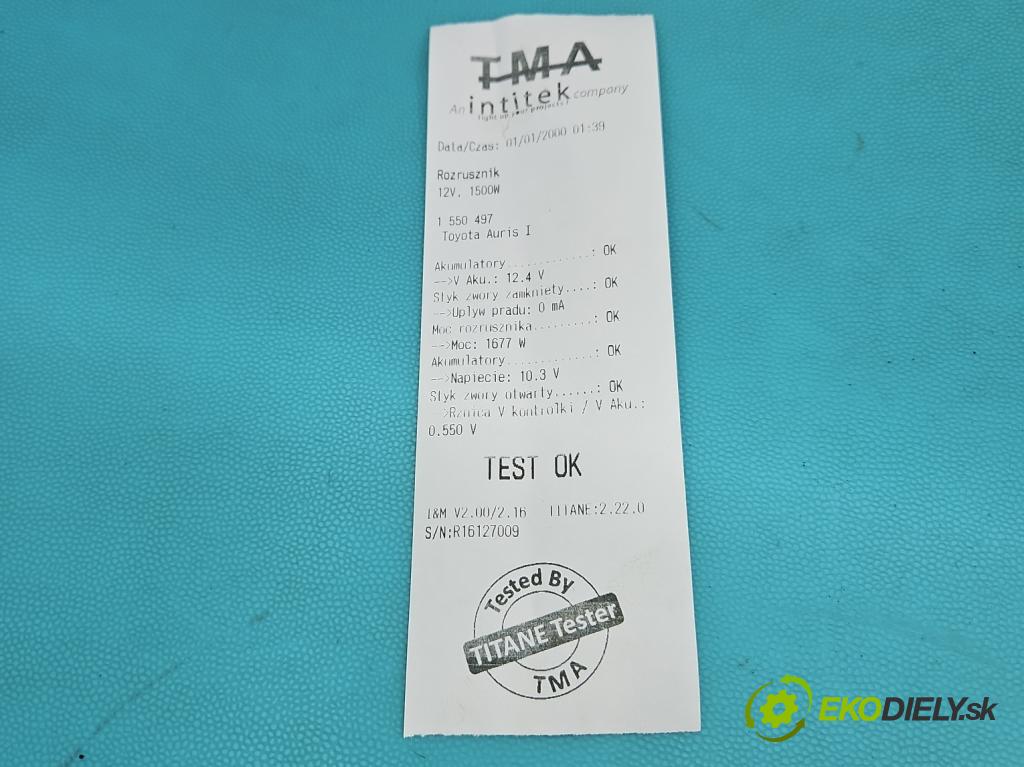 TMA
An intitek company
light up your projects!
Data/Czas: 01/01/2000 01:39
Rozrusznik
12V, 1500W
1 550 497
Toyota Auris I
Akumulatory.............: OK
-->V Aku.: 12.4 V
Styk zwory zamkniety....: OK
-->Uplyw pradu: 0 mA
Moc rozrusznika.........: OK
-->Moc: 1677 W
Akumulatory.............: OK
-->Napiecie: 10.3 V
Styk zwory otwarty......: OK
-->Rznica V kontrolki / V Aku.:
0.550 V
TEST OK
I&M V2.00/2.16 TITANE:2.22.0
S/N:R16127009
Tested By
TITANE Tester
TMA
EKODIELY.sk